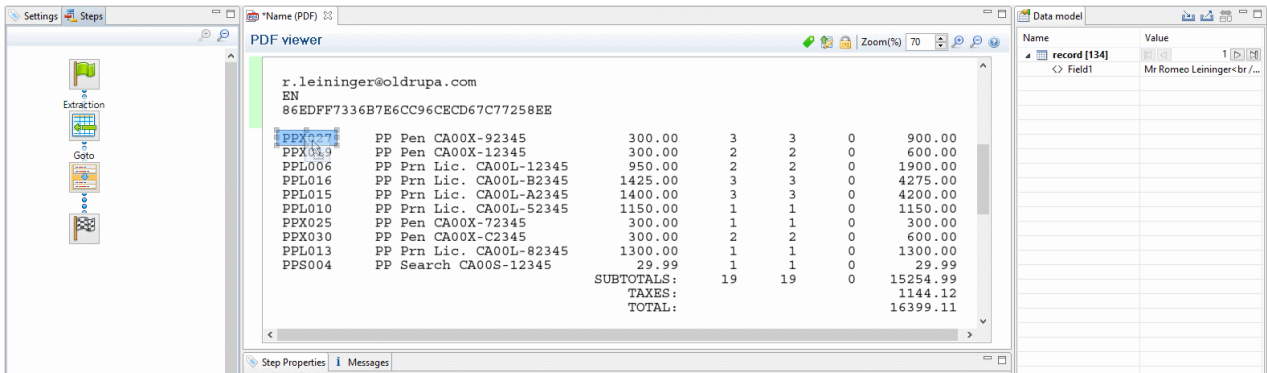 Settings Steps
Extraction
Goto
*Name (PDF)
PDF viewer
Zoom(%) 70
r.leininger@oldrupa.com
EN
86EDFF7336B7E6CC96CECD67C77258EE
PPX027 PP Pen CA00X-92345 300.00 3 3 0 900.00
PP Pen CA00X-12345 300.00 2 2 0 600.00
PPL006 PP Prn Lic. CA00L-12345 950.00 2 2 0 1900.00
PPL016 PP Prn Lic. CA00L-B2345 1425.00 3 3 0 4275.00
PPL015 PP Prn Lic. CA00L-A2345 1400.00 3 3 0 4200.00
PPL010 PP Prn Lic. CA00L-52345 1150.00 1 1 0 1150.00
PPX025 PP Pen CA00X-72345 300.00 1 1 0 300.00
PPX030 PP Pen CA00X-C2345 300.00 2 2 0 600.00
PPL013 PP Prn Lic. CA00L-82345 1300.00 1 1 0 1300.00
PPS004 PP Search CA00S-12345 29.99 1 1 0 29.99
SUBTOTALS: 19 19 0 15254.99
TAXES: 1144.12
TOTAL: 16399.11
Step Properties Messages
Data model
Name Value
record [134] 1
Field1 Mr Romeo Leininger<br /...